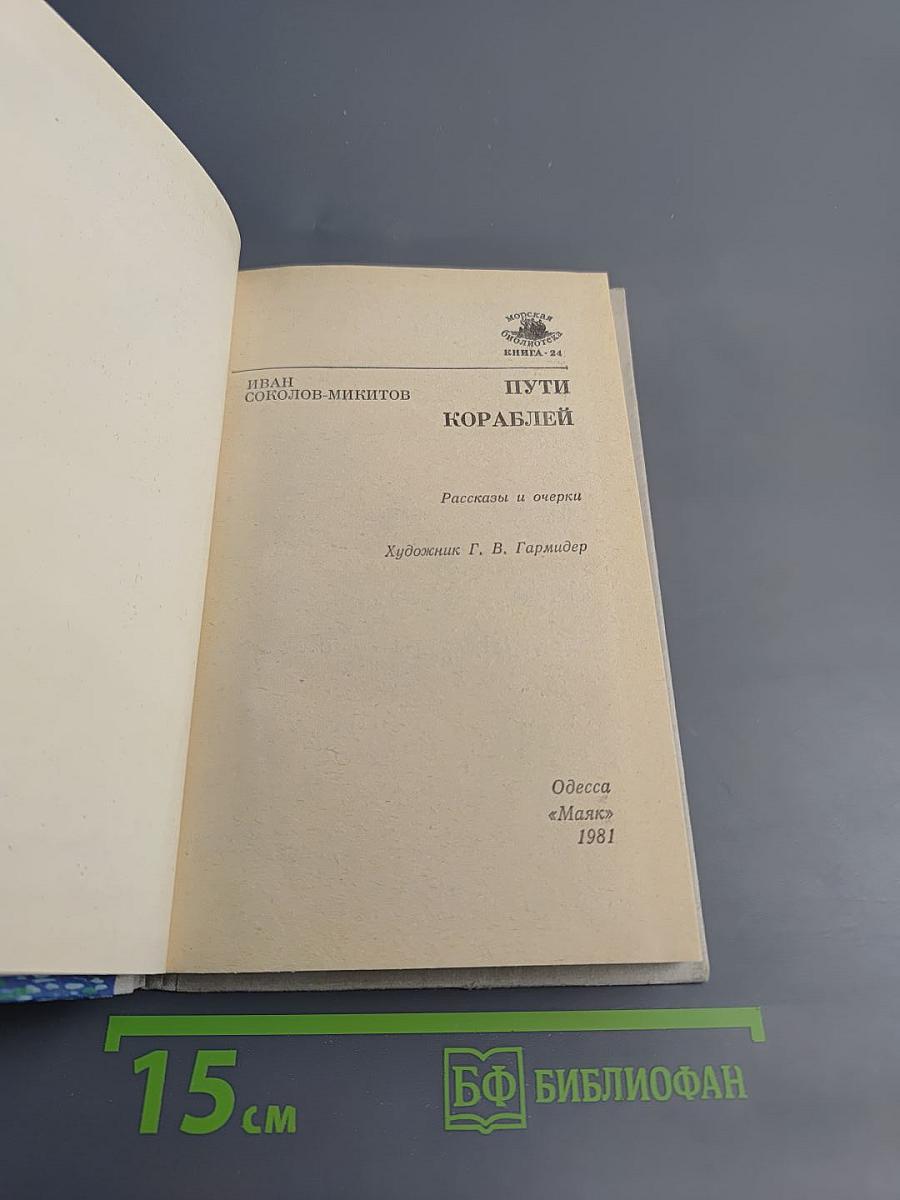 морская
библиотека
КНИГА·24
ИВАН
СОКОЛОВ-МИКИТОВ
ПУТИ
КОРАБЛЕЙ
Рассказы и очерки
Художник Г. В. Гармидер
Одесса
«Маяк»
1981
15 см
БФ БИБЛИОФАН